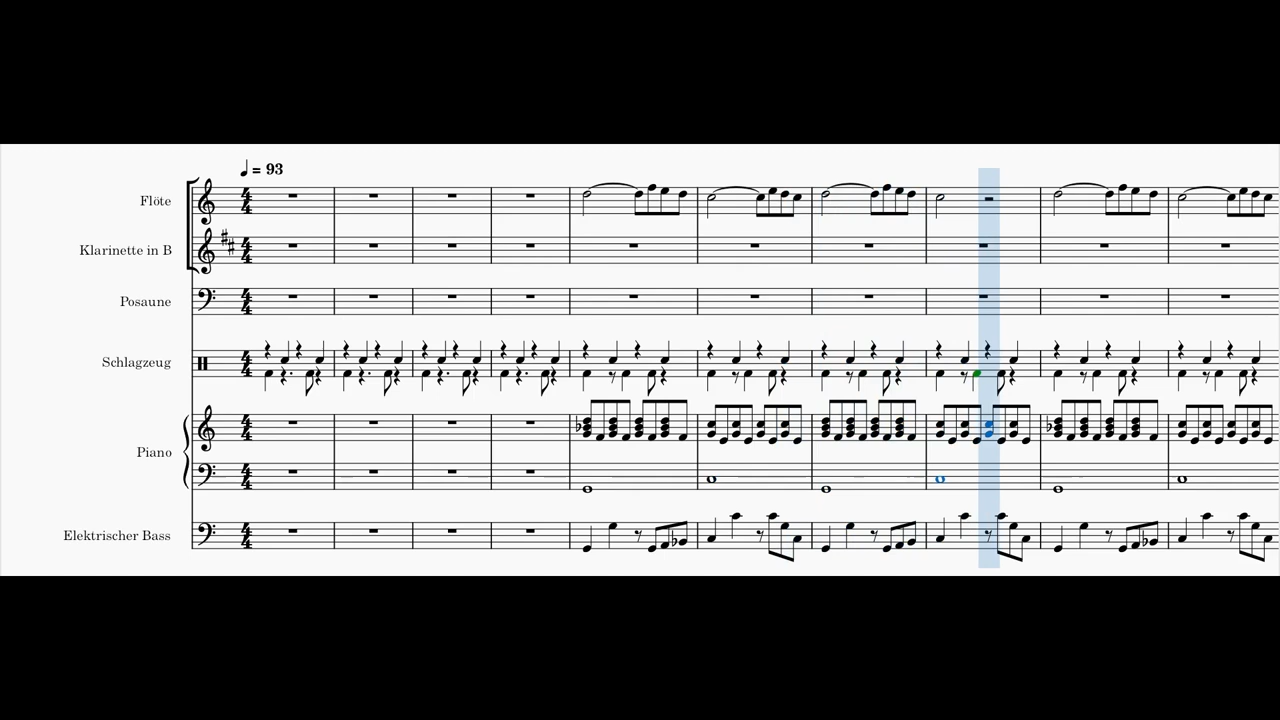 = 93
Flöte
Klarinette in B
Posaune
Schlagzeug
Piano
Elektrischer Bass